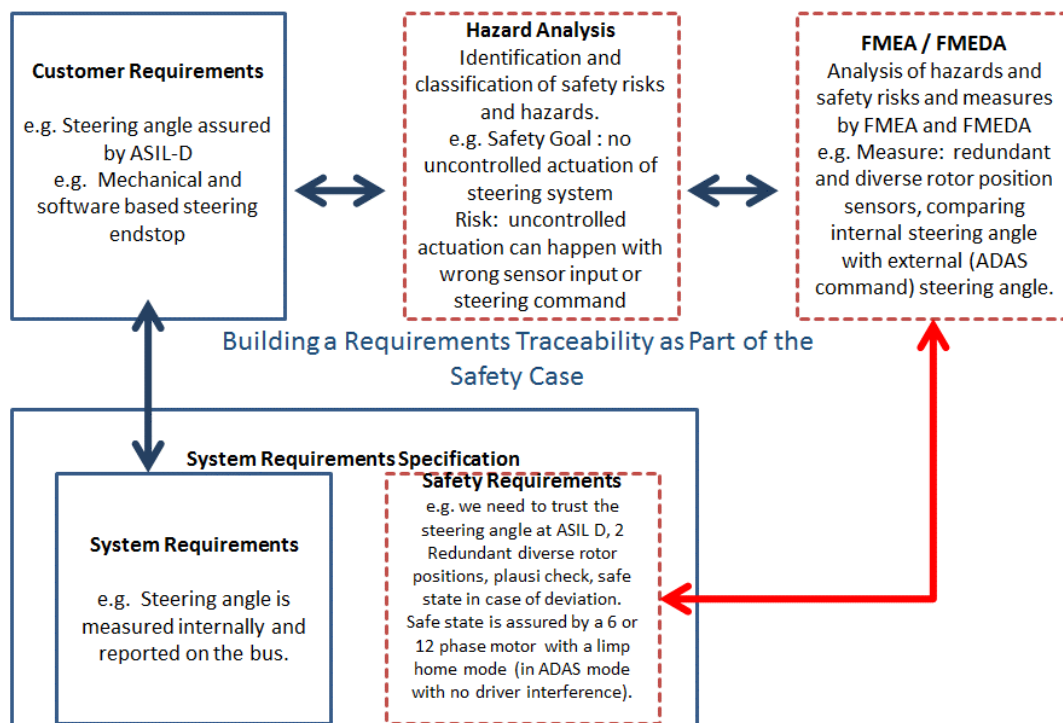 Customer Requirements
e.g. Steering angle assured
by ASIL-D
e.g. Mechanical and
software based steering
endstop
Hazard Analysis
Identification and
classification of safety risks
and hazards.
e.g. Safety Goal : no
uncontrolled actuation of
steering system
Risk: uncontrolled
actuation can happen with
wrong sensor input or
steering command
FMEA / FMEDA
Analysis of hazards and
safety risks and measures
by FMEA and FMEDA
e.g. Measure: redundant
and diverse rotor position
sensors, comparing
internal steering angle
with external (ADAS
command) steering angle.
Building a Requirements Traceability as Part of the
Safety Case
System Requirements Specification
System Requirements
e.g. Steering angle is
measured internally and
reported on the bus.
Safety Requirements
e.g. we need to trust the
steering angle at ASIL D, 2
Redundant diverse rotor
positions, plausi check, safe
state in case of deviation.
Safe state is assured by a 6 or
12 phase motor with a limp
home mode (in ADAS mode
with no driver interference).